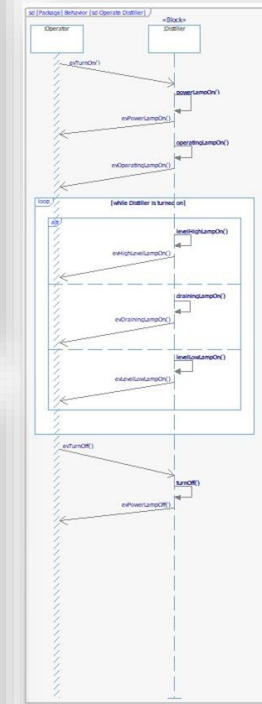 sd [Package] Behavior [sd Operate Distiller]
:Operator
«Block»
:Distiller
evTurnOn()
powerLampOn()
evPowerLampOn()
operatingLampOn()
evOperatingLampOn()
loop
[while Distiller is turned on]
alt
levelHighLampOn()
evHighLevelLampOn()
drainingLampOn()
evDrainingLampOn()
levelLowLampOn()
evLevelLowLampOn()
evTurnOff()
turnOff()
evPowerLampOff()